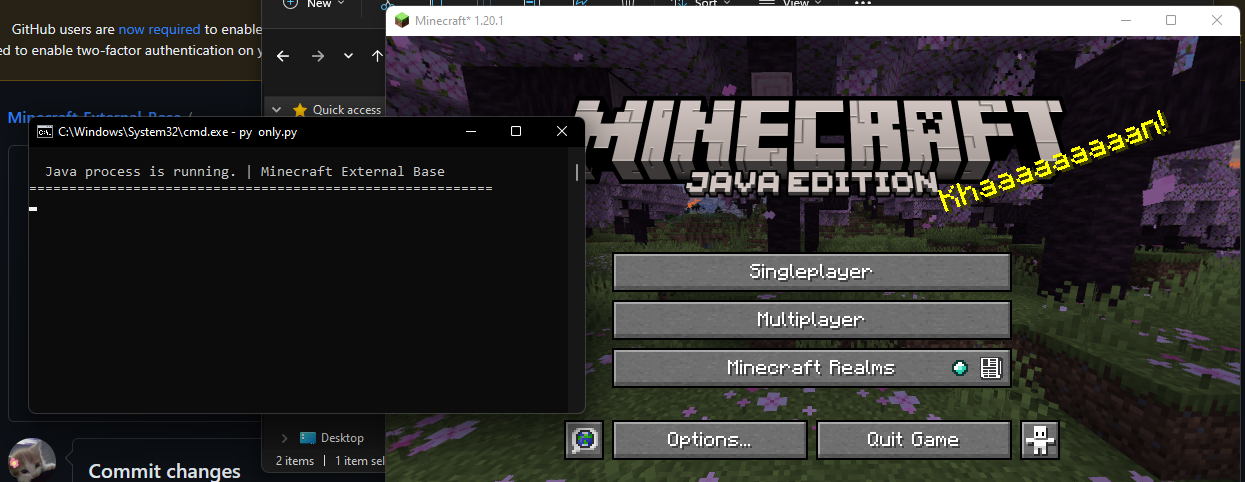 GitHub users are now required to enable
ed to enable two-factor authentication on y
Minecraft External Base /
New
Sort
View
Quick access
Desktop
2 items | 1 item sel
Commit changes
C:\Windows\System32\cmd.exe - py only.py
Java process is running. | Minecraft External Base
==========================================================
Minecraft* 1.20.1
MINECRAFT
JAVA EDITION
Khaaaaaaaaan!
Singleplayer
Multiplayer
Minecraft Realms
Options...
Quit Game